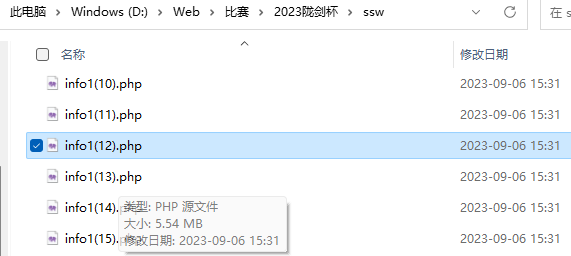 此电脑 > Windows (D:) > Web > 比赛 > 2023陇剑杯 > ssw
在 s
名称 修改日期
info1(10).php 2023-09-06 15:31
info1(11).php 2023-09-06 15:31
info1(12).php 2023-09-06 15:31
info1(13).php 2023-09-06 15:31
info1(14).php 2023-09-06 15:31
info1(15).php 2023-09-06 15:31
类型: PHP 源文件
大小: 5.54 MB
修改日期: 2023-09-06 15:31